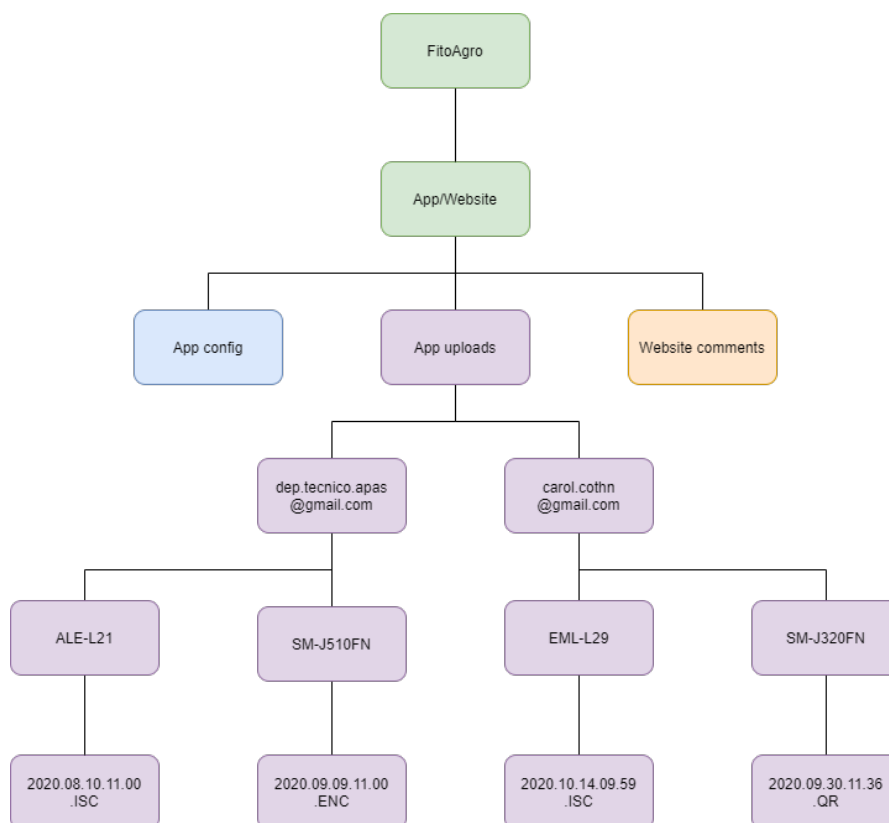 FitoAgro
App/Website
App config
App uploads
Website comments
dep.tecnico.apas
@gmail.com
carol.cothn
@gmail.com
ALE-L21
SM-J510FN
EML-L29
SM-J320FN
2020.08.10.11.00
.ISC
2020.09.09.11.00
.ENC
2020.10.14.09.59
.ISC
2020.09.30.11.36
.QR